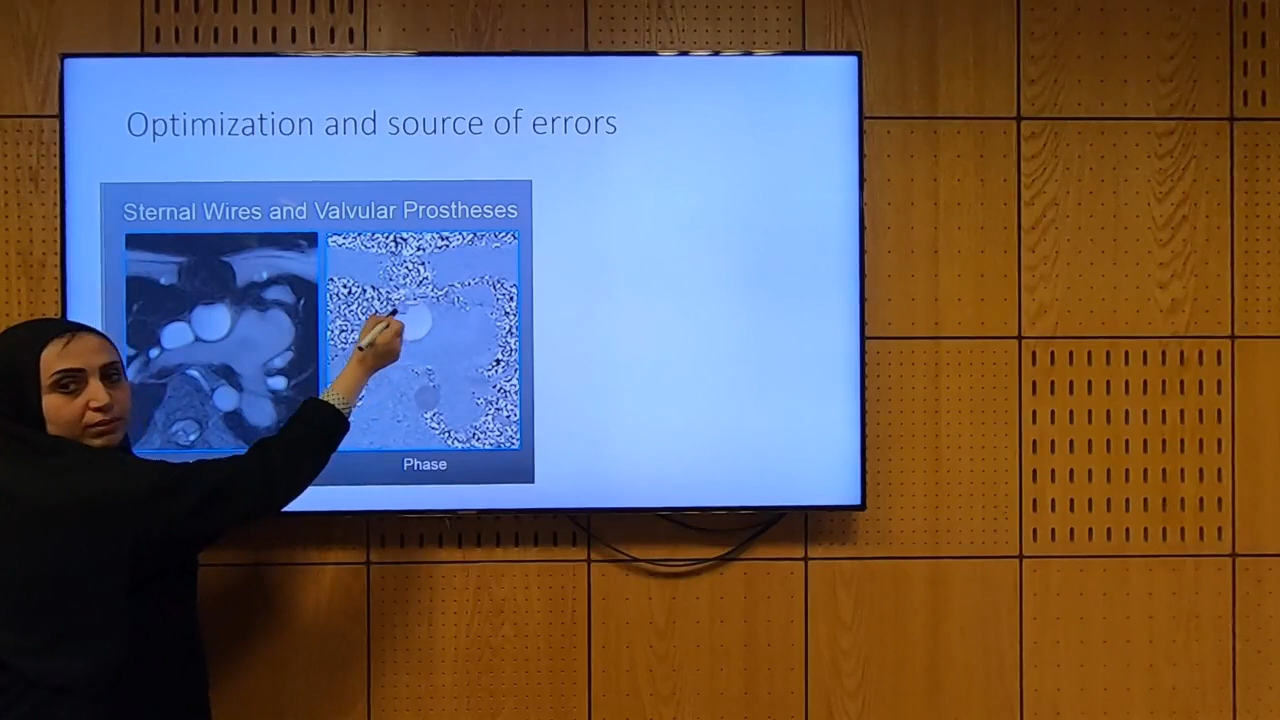 Optimization and source of errors
Sternal Wires and Valvular Prostheses
Phase